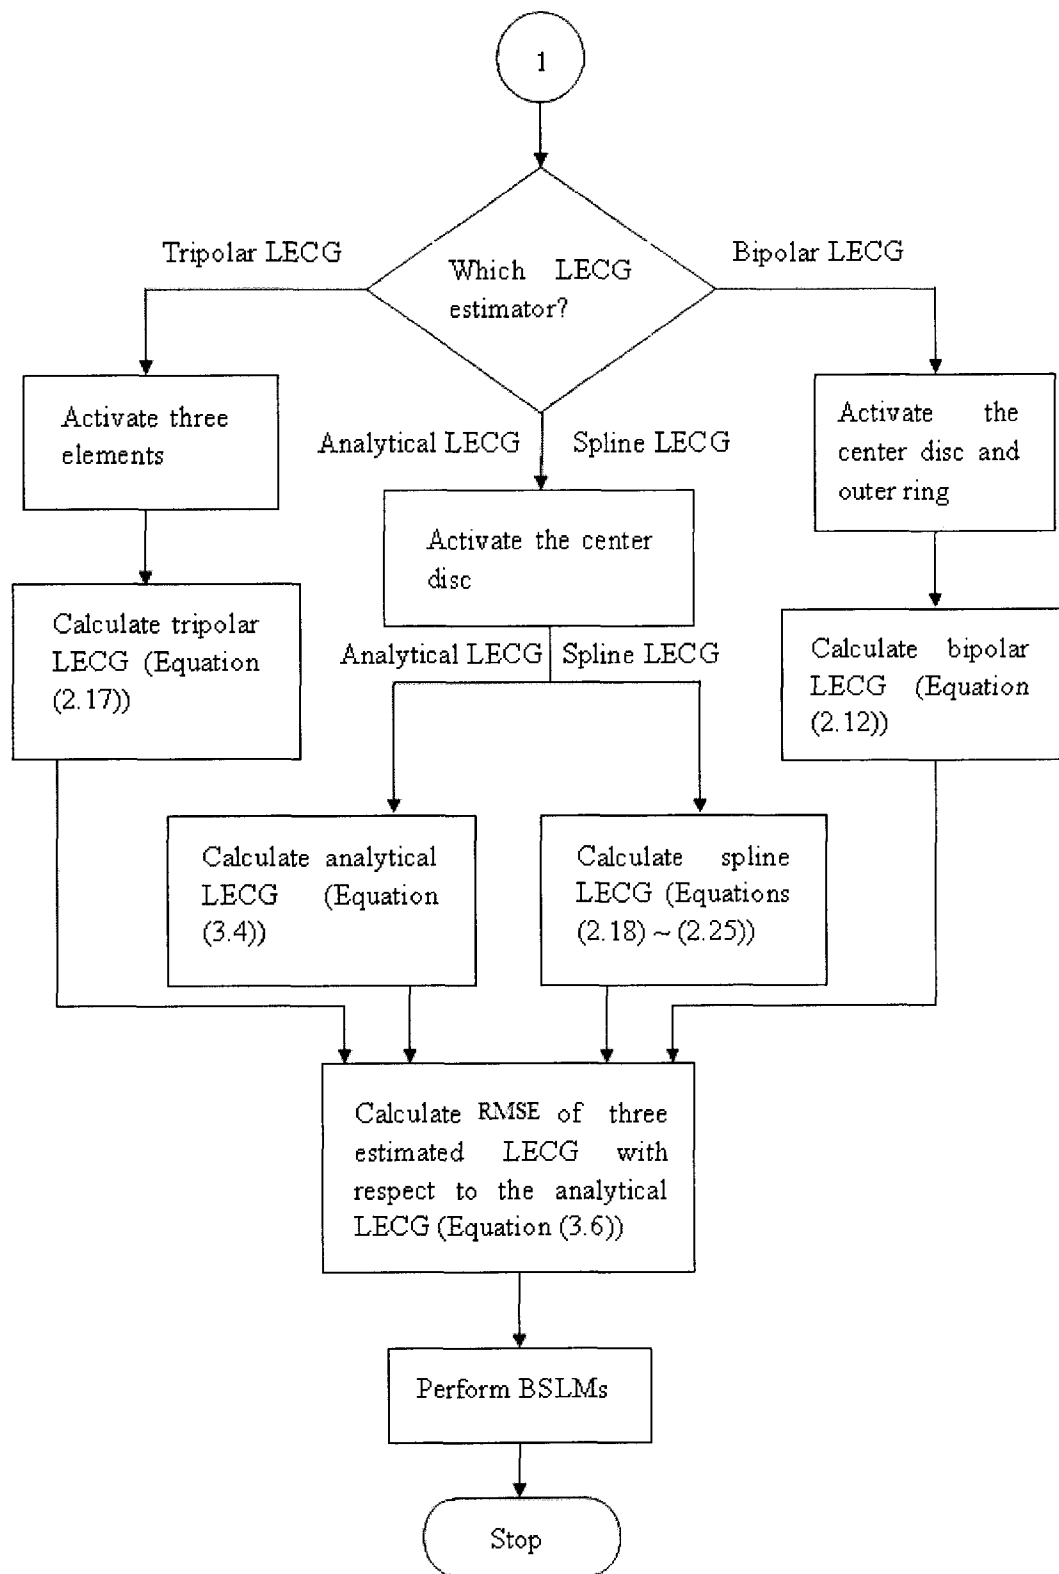 1
Which LECG
estimator?
Tripolar LECG
Bipolar LECG
Activate three
elements
Analytical LECG
Spline LECG
Activate the
center disc and
outer ring
Activate the center
disc
Calculate tripolar
LECG (Equation
(2.17))
Analytical LECG
Spline LECG
Calculate bipolar
LECG (Equation
(2.12))
Calculate analytical
LECG (Equation
(3.4))
Calculate spline
LECG (Equations
(2.18) ~ (2.25))
Calculate RMSE of three
estimated LECG with
respect to the analytical
LECG (Equation (3.6))
Perform BSLMs
Stop